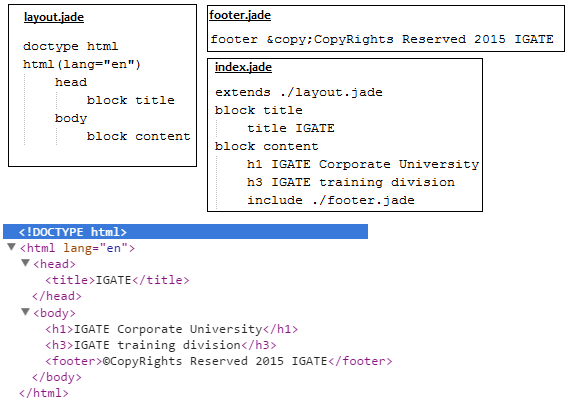 layout.jade
doctype html
html(lang="en")
head
block title
body
block content
footer.jade
footer &copy;CopyRights Reserved 2015 IGATE
index.jade
extends ./layout.jade
block title
title IGATE
block content
h1 IGATE Corporate University
h3 IGATE training division
include ./footer.jade
<!DOCTYPE html>
<html lang="en">
<head>
<title>IGATE</title>
</head>
<body>
<h1>IGATE Corporate University</h1>
<h3>IGATE training division</h3>
<footer>©CopyRights Reserved 2015 IGATE</footer>
</body>
</html>